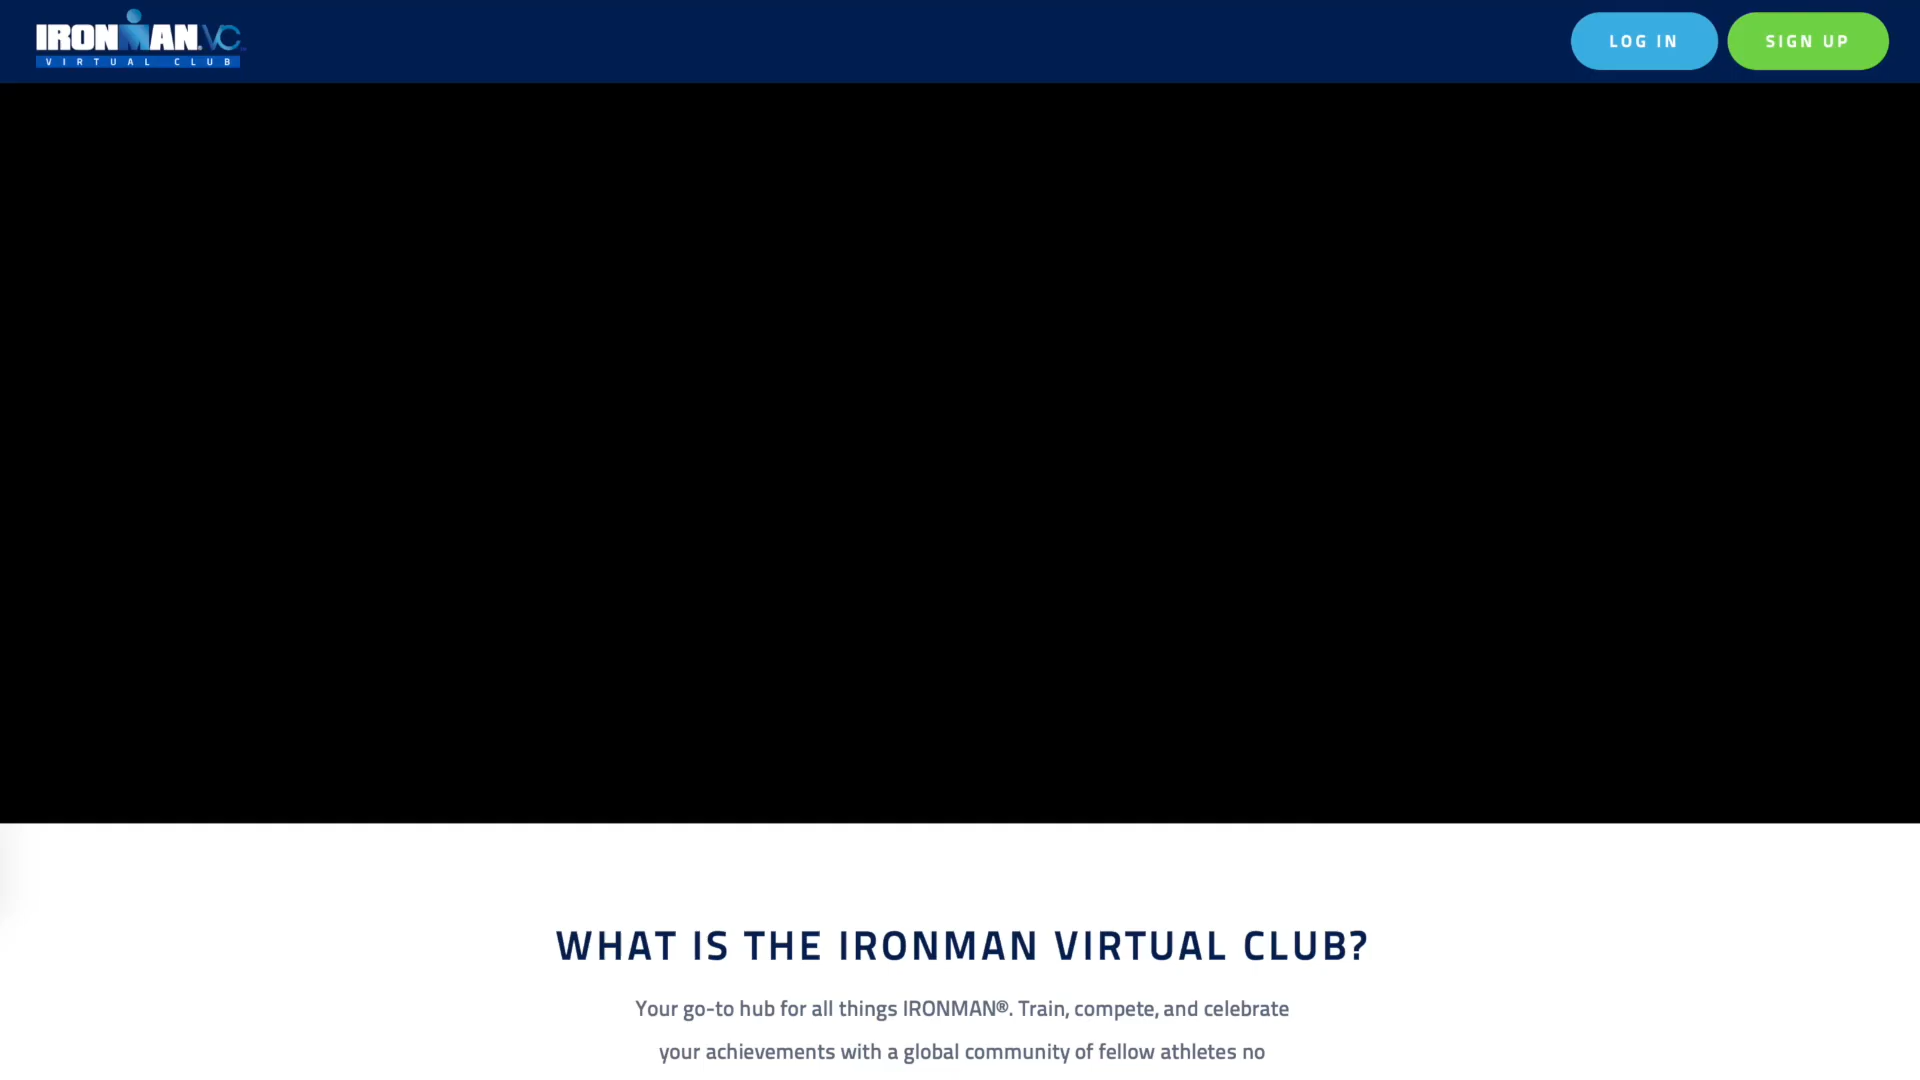 IRONMAN.VC
VIRTUAL CLUB
LOG IN
SIGN UP
WHAT IS THE IRONMAN VIRTUAL CLUB?
Your go-to hub for all things IRONMAN®. Train, compete, and celebrate
your achievements with a global community of fellow athletes no